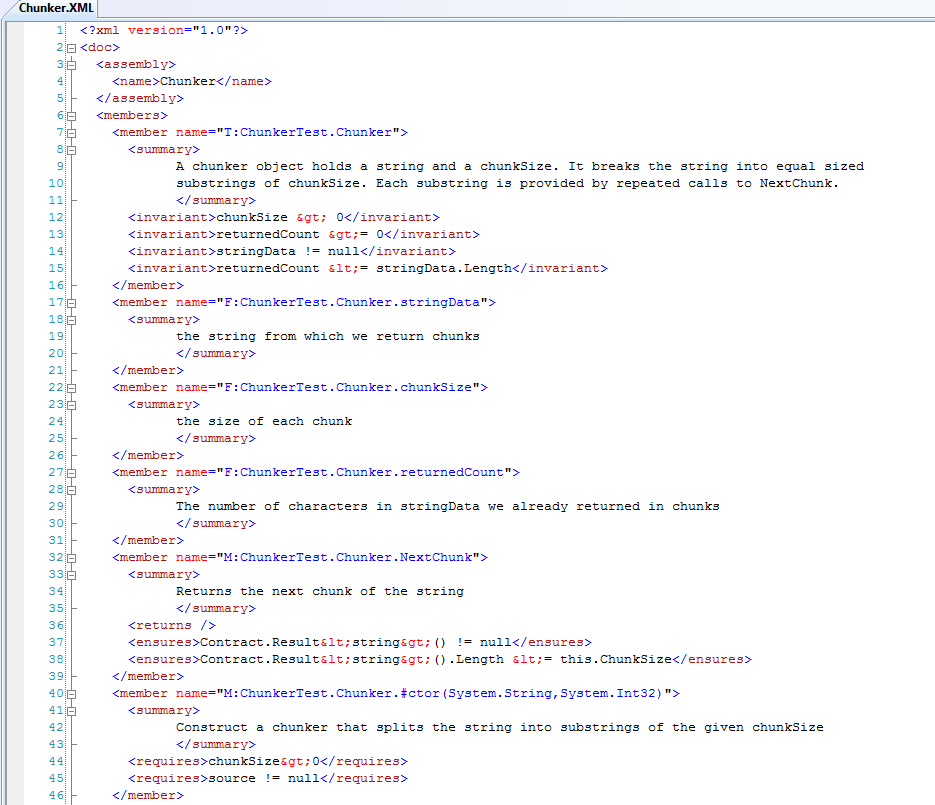 Chunker.XML
1 <?xml version="1.0"?>
2 <doc>
3   <assembly>
4     <name>Chunker</name>
5   </assembly>
6   <members>
7     <member name="T:ChunkerTest.Chunker">
8       <summary>
9             A chunker object holds a string and a chunkSize. It breaks the string into equal sized
10             substrings of chunkSize. Each substring is provided by repeated calls to NextChunk.
11             </summary>
12       <invariant>chunkSize &gt; 0</invariant>
13       <invariant>returnedCount &gt;= 0</invariant>
14       <invariant>stringData != null</invariant>
15       <invariant>returnedCount &lt;= stringData.Length</invariant>
16     </member>
17     <member name="F:ChunkerTest.Chunker.stringData">
18       <summary>
19             the string from which we return chunks
20             </summary>
21     </member>
22     <member name="F:ChunkerTest.Chunker.chunkSize">
23       <summary>
24             the size of each chunk
25             </summary>
26     </member>
27     <member name="F:ChunkerTest.Chunker.returnedCount">
28       <summary>
29             The number of characters in stringData we already returned in chunks
30             </summary>
31     </member>
32     <member name="M:ChunkerTest.Chunker.NextChunk">
33       <summary>
34             Returns the next chunk of the string
35             </summary>
36       <returns />
37       <ensures>Contract.Result&lt;string&gt;() != null</ensures>
38       <ensures>Contract.Result&lt;string&gt;().Length &lt;= this.ChunkSize</ensures>
39     </member>
40     <member name="M:ChunkerTest.Chunker.#ctor(System.String,System.Int32)">
41       <summary>
42             Construct a chunker that splits the string into substrings of the given chunkSize
43             </summary>
44       <requires>chunkSize&gt;0</requires>
45       <requires>source != null</requires>
46     </member>